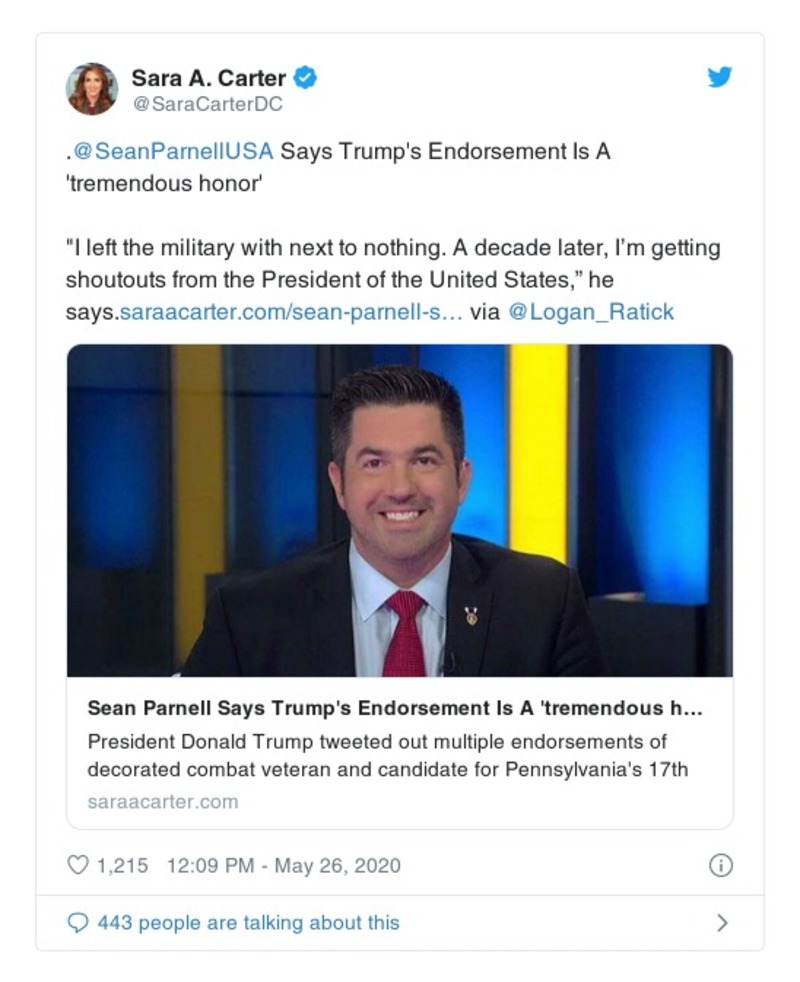 Sara A. Carter
@SaraCarterDC
.@SeanParnellUSA Says Trump's Endorsement Is A
'tremendous honor'
"I left the military with next to nothing. A decade later, I’m getting
shoutouts from the President of the United States,” he
says.saraacarter.com/sean-parnell-s… via @Logan_Ratick
Sean Parnell Says Trump's Endorsement Is A 'tremendous h…
President Donald Trump tweeted out multiple endorsements of
decorated combat veteran and candidate for Pennsylvania's 17th
saraacarter.com
1,215 12:09 PM - May 26, 2020
443 people are talking about this